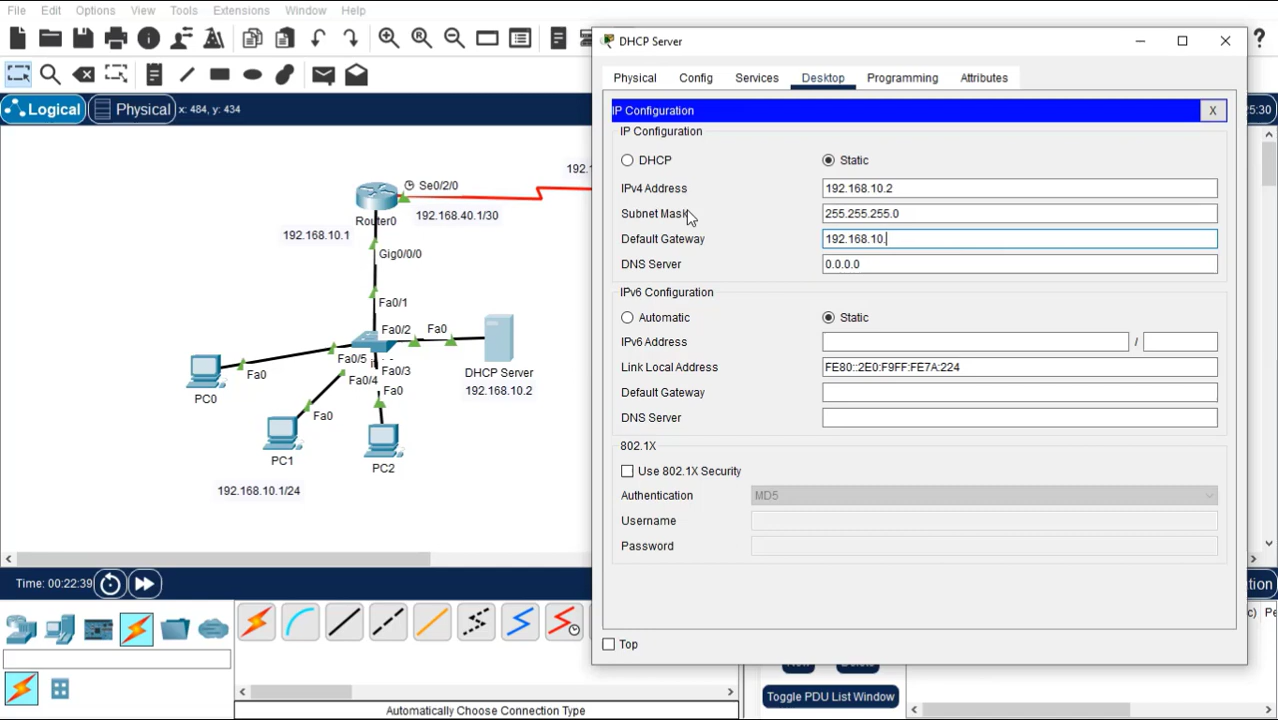 File Edit Options View Tools Extensions Window Help
Logical Physical x: 484, y: 434
5:30
192.1
Se0/2/0
192.168.40.1/30
Router0
192.168.10.1
Gig0/0/0
Fa0/1
Fa0/2 Fa0
Fa0/5
Fa0/3
Fa0/4
Fa0
Fa0
Fa0
DHCP Server
192.168.10.2
PC0
PC1
PC2
192.168.10.1/24
DHCP Server
Physical Config Services Desktop Programming Attributes
IP Configuration X
IP Configuration
DHCP Static
IPv4 Address 192.168.10.2
Subnet Mask 255.255.255.0
Default Gateway 192.168.10.
DNS Server 0.0.0.0
IPv6 Configuration
Automatic Static
IPv6 Address /
Link Local Address FE80::2E0:F9FF:FE7A:224
Default Gateway
DNS Server
802.1X
Use 802.1X Security
Authentication MD5
Username
Password
Top
Time: 00:22:39
tion
c) Pe
Toggle PDU List Window
Automatically Choose Connection Type